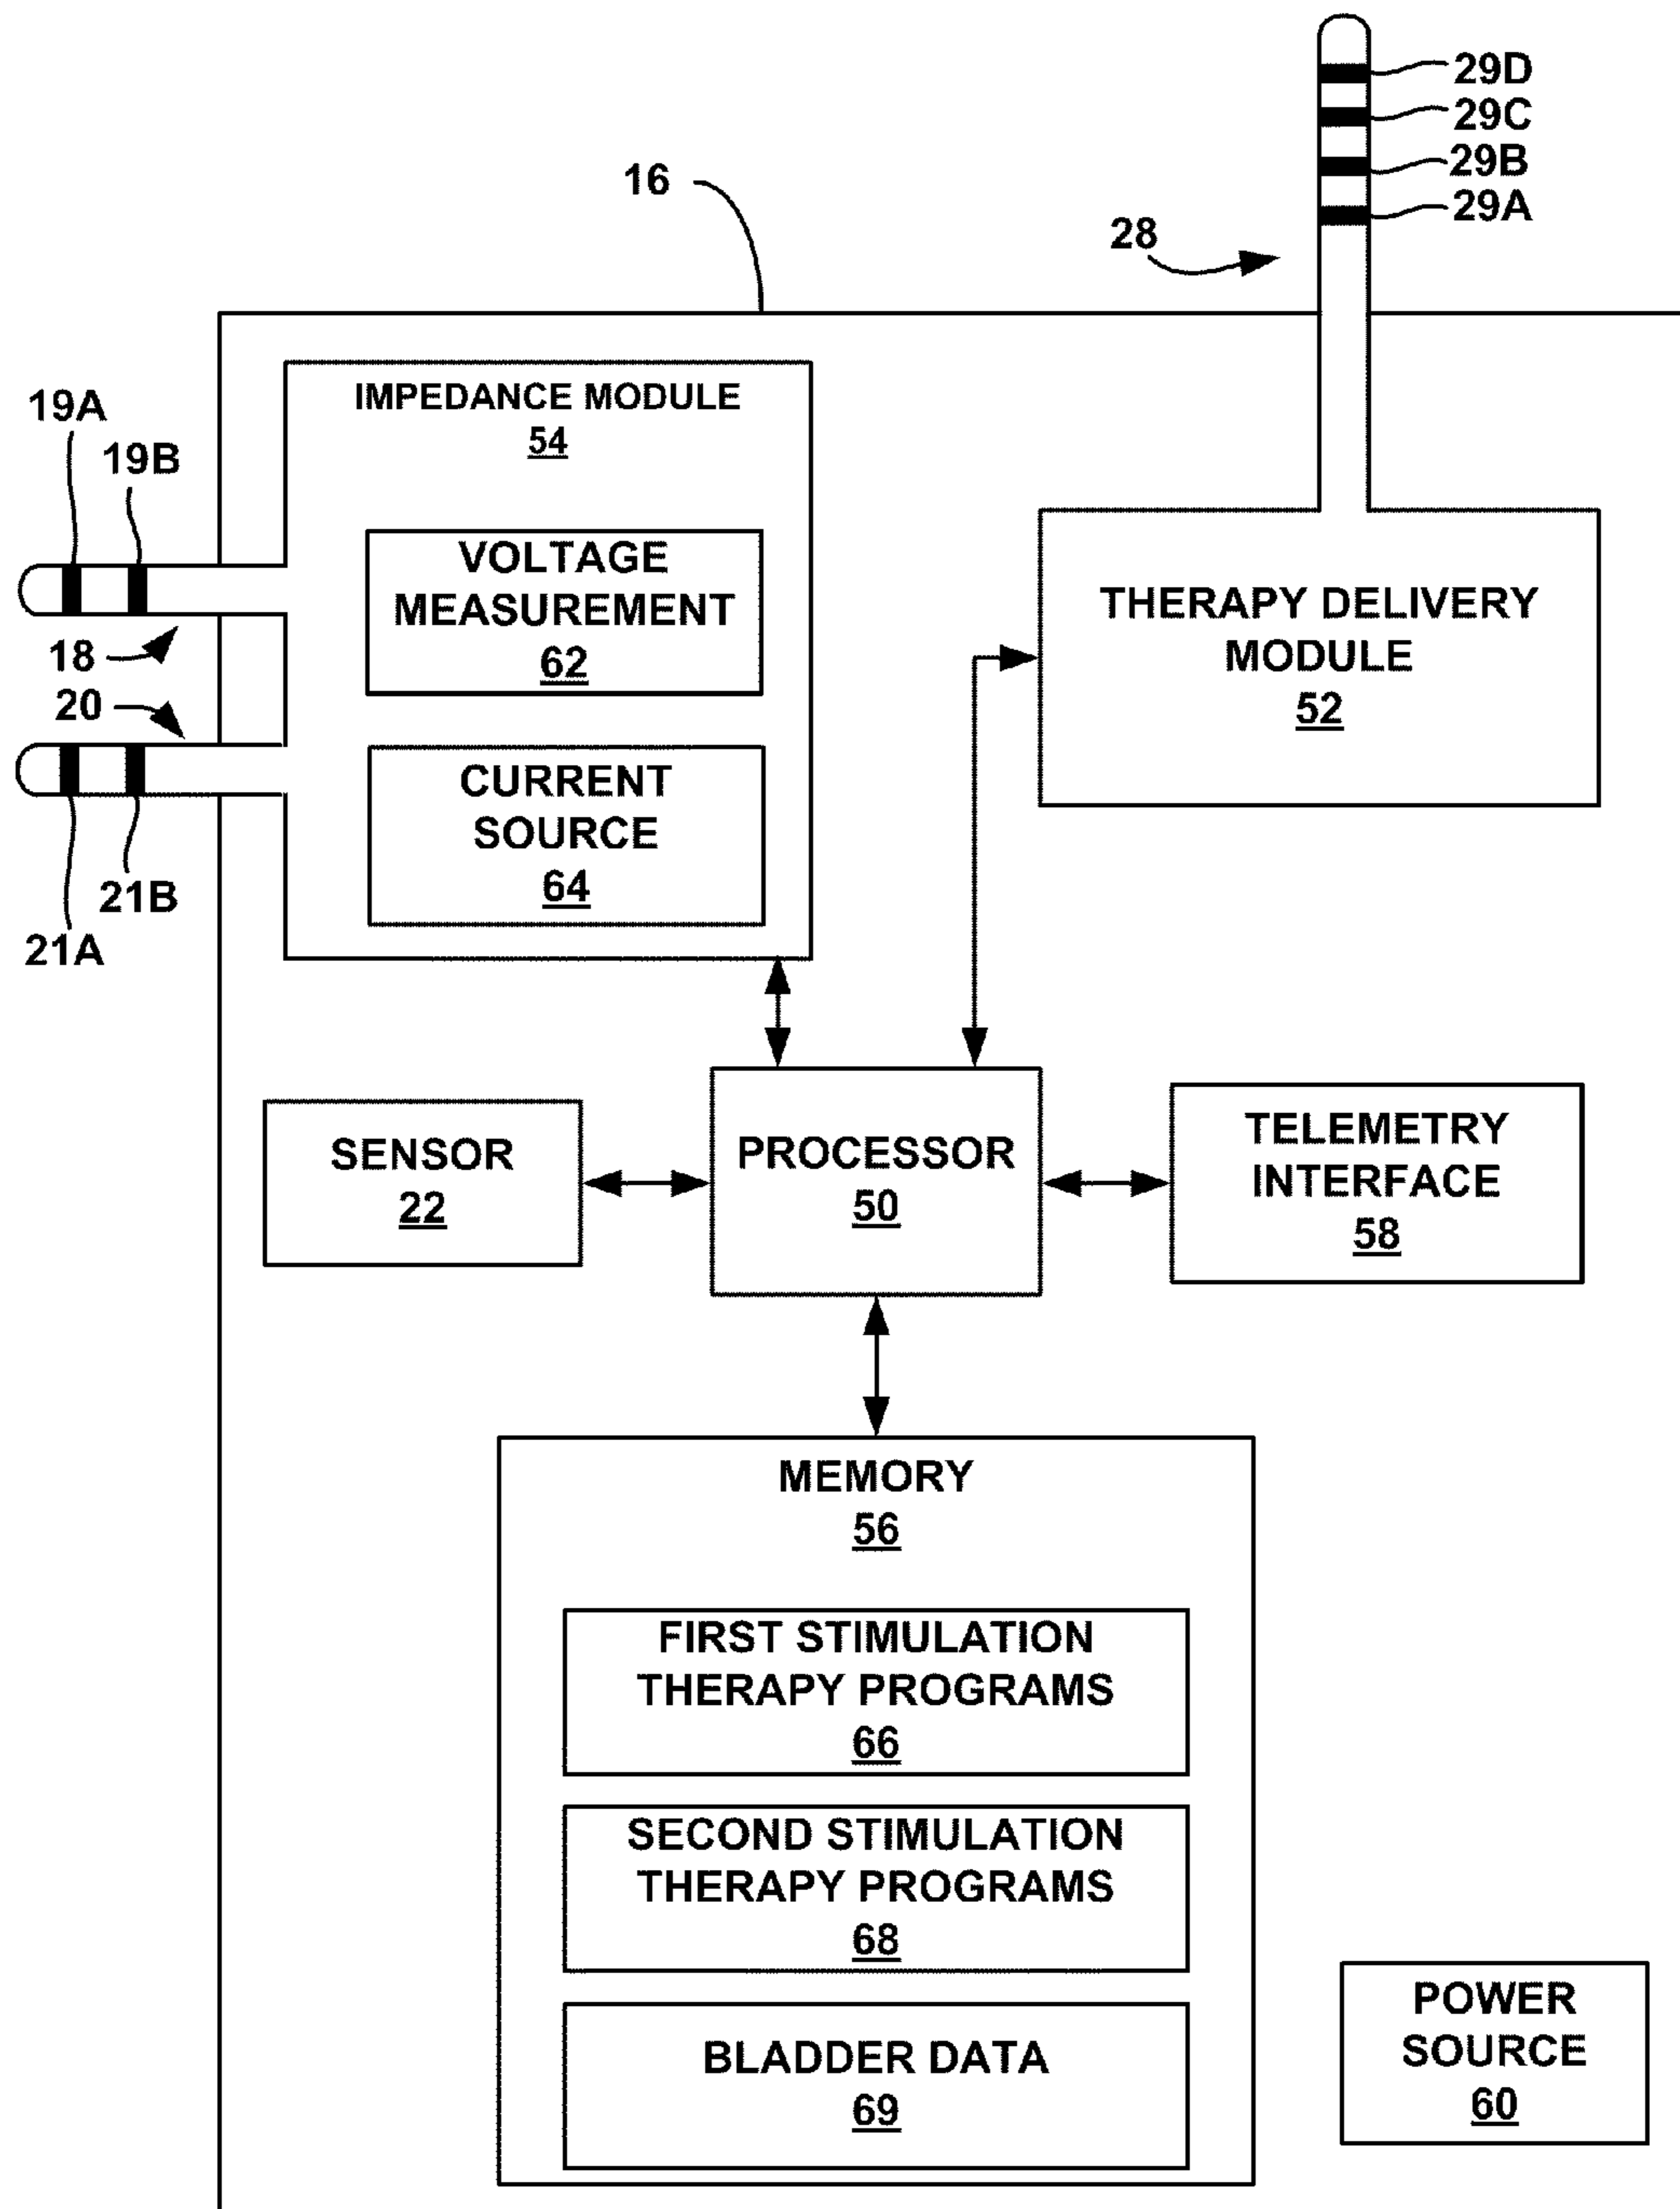 29D
29C
29B
29A
16
28
19A
19B
18
20
21B
21A
IMPEDANCE MODULE
54
VOLTAGE
MEASUREMENT
62
CURRENT
SOURCE
64
THERAPY DELIVERY
MODULE
52
SENSOR
22
PROCESSOR
50
TELEMETRY
INTERFACE
58
MEMORY
56
FIRST STIMULATION
THERAPY PROGRAMS
66
SECOND STIMULATION
THERAPY PROGRAMS
68
BLADDER DATA
69
POWER
SOURCE
60